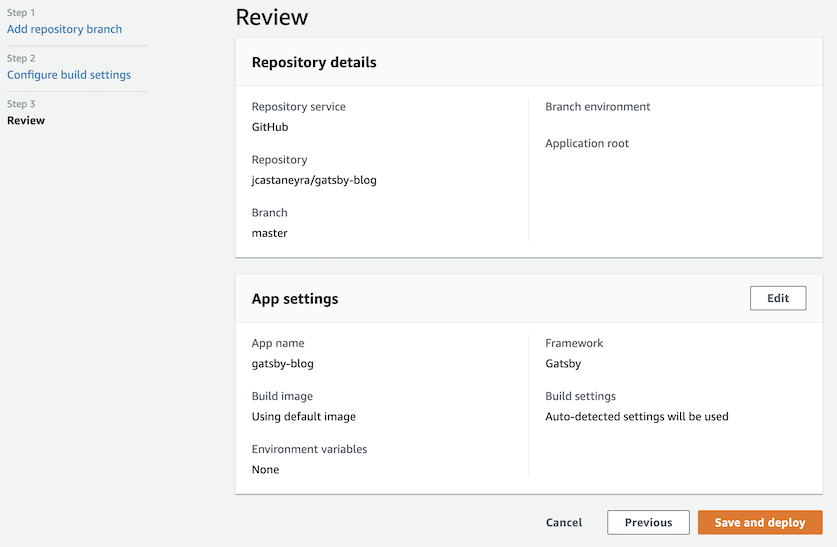 Step 1
Add repository branch
Step 2
Configure build settings
Step 3
Review
Review
Repository details
Repository service
GitHub
Repository
jcastaneyra/gatsby-blog
Branch
master
Branch environment
Application root
App settings
Edit
App name
gatsby-blog
Build image
Using default image
Environment variables
None
Framework
Gatsby
Build settings
Auto-detected settings will be used
Cancel
Previous
Save and deploy